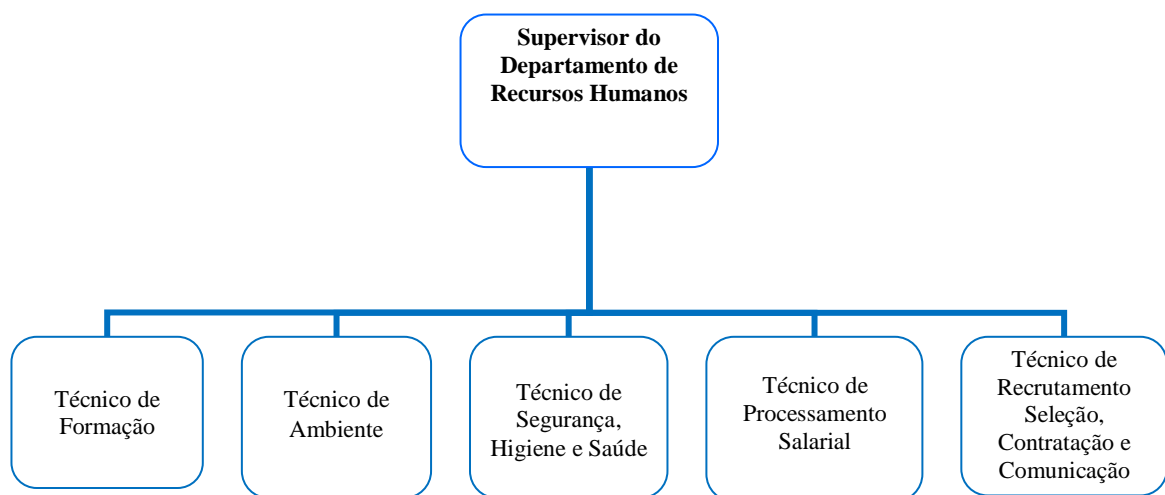 Supervisor do
Departamento de
Recursos Humanos
Técnico de
Formação
Técnico de
Ambiente
Técnico de
Segurança,
Higiene e Saúde
Técnico de
Processamento
Salarial
Técnico de
Recrutamento
Seleção,
Contratação e
Comunicação